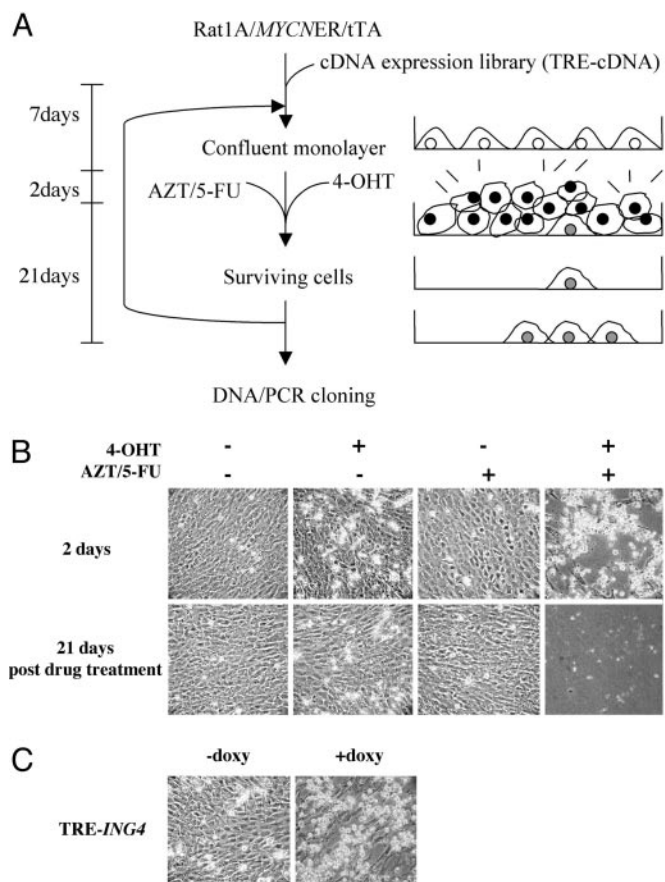 A
Rat1A/MYCNER/tTA
cDNA expression library (TRE-cDNA)
7days
Confluent monolayer
2days
AZT/5-FU
4-OHT
21days
Surviving cells
DNA/PCR cloning
B
4-OHT - + - +
AZT/5-FU - - + +
2 days
21 days
post drug treatment
C
-doxy +doxy
TRE-ING4